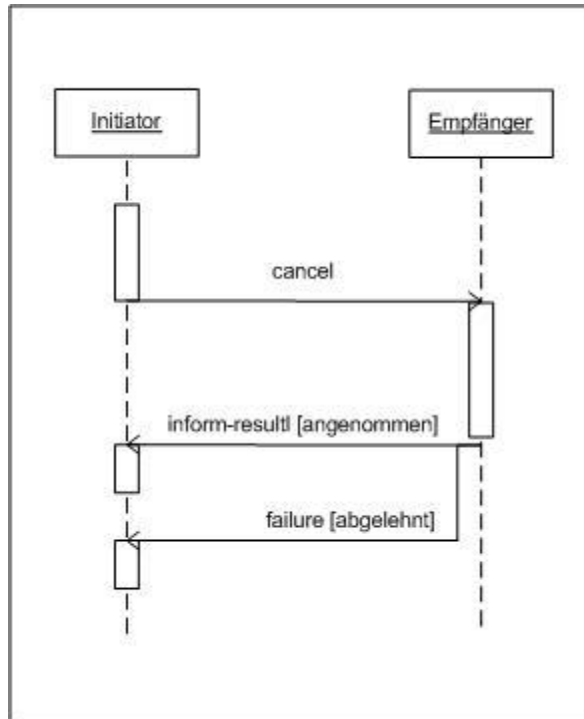 Initiator
Empfänger
cancel
inform-resultl [angenommen]
failure [abgelehnt]